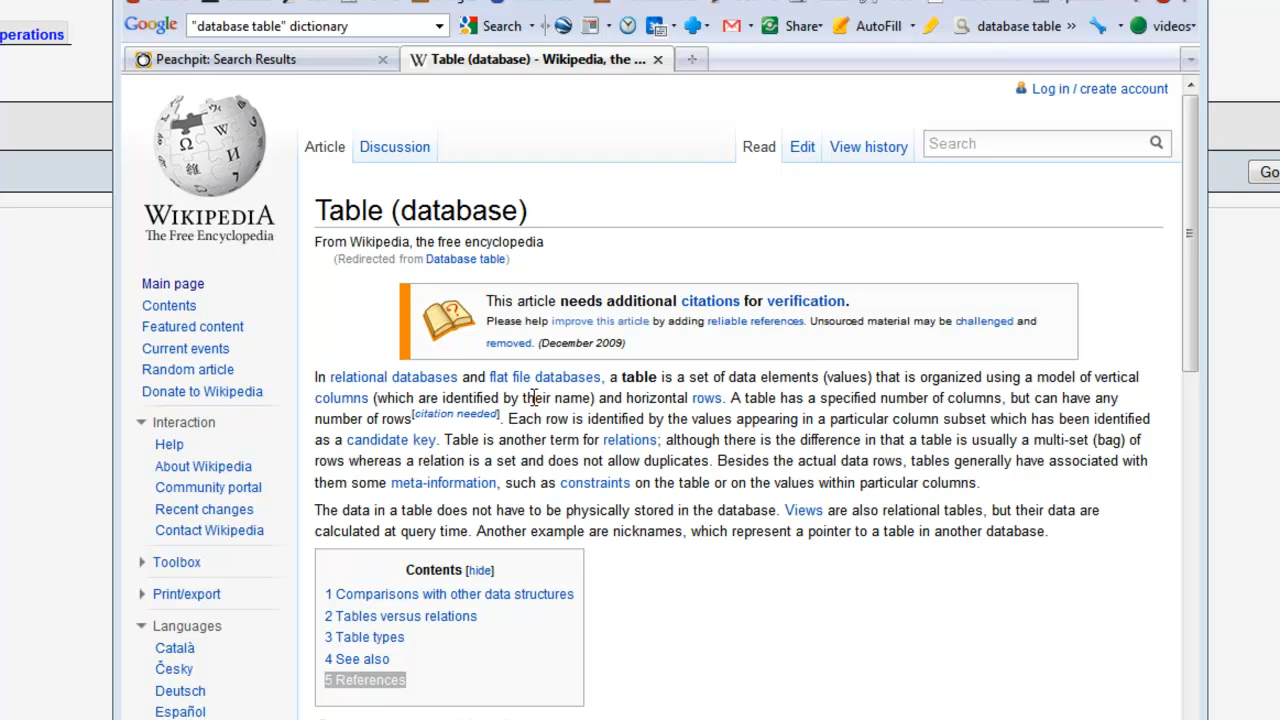 perations
Google "database table" dictionary Search Share AutoFill database table » videos
Peachpit: Search Results
Table (database) - Wikipedia, the ...
Log in / create account
Article Discussion Read Edit View history Search
Go
WIKIPEDIA
The Free Encyclopedia
Main page
Contents
Featured content
Current events
Random article
Donate to Wikipedia
Interaction
Help
About Wikipedia
Community portal
Recent changes
Contact Wikipedia
Toolbox
Print/export
Languages
Català
Česky
Deutsch
Español
Table (database)
From Wikipedia, the free encyclopedia
(Redirected from Database table)
This article needs additional citations for verification.
Please help improve this article by adding reliable references. Unsourced material may be challenged and
removed. (December 2009)
In relational databases and flat file databases, a table is a set of data elements (values) that is organized using a model of vertical
columns (which are identified by their name) and horizontal rows. A table has a specified number of columns, but can have any
number of rows[citation needed]. Each row is identified by the values appearing in a particular column subset which has been identified
as a candidate key. Table is another term for relations; although there is the difference in that a table is usually a multi-set (bag) of
rows whereas a relation is a set and does not allow duplicates. Besides the actual data rows, tables generally have associated with
them some meta-information, such as constraints on the table or on the values within particular columns.
The data in a table does not have to be physically stored in the database. Views are also relational tables, but their data are
calculated at query time. Another example are nicknames, which represent a pointer to a table in another database.
Contents [hide]
1 Comparisons with other data structures
2 Tables versus relations
3 Table types
4 See also
5 References